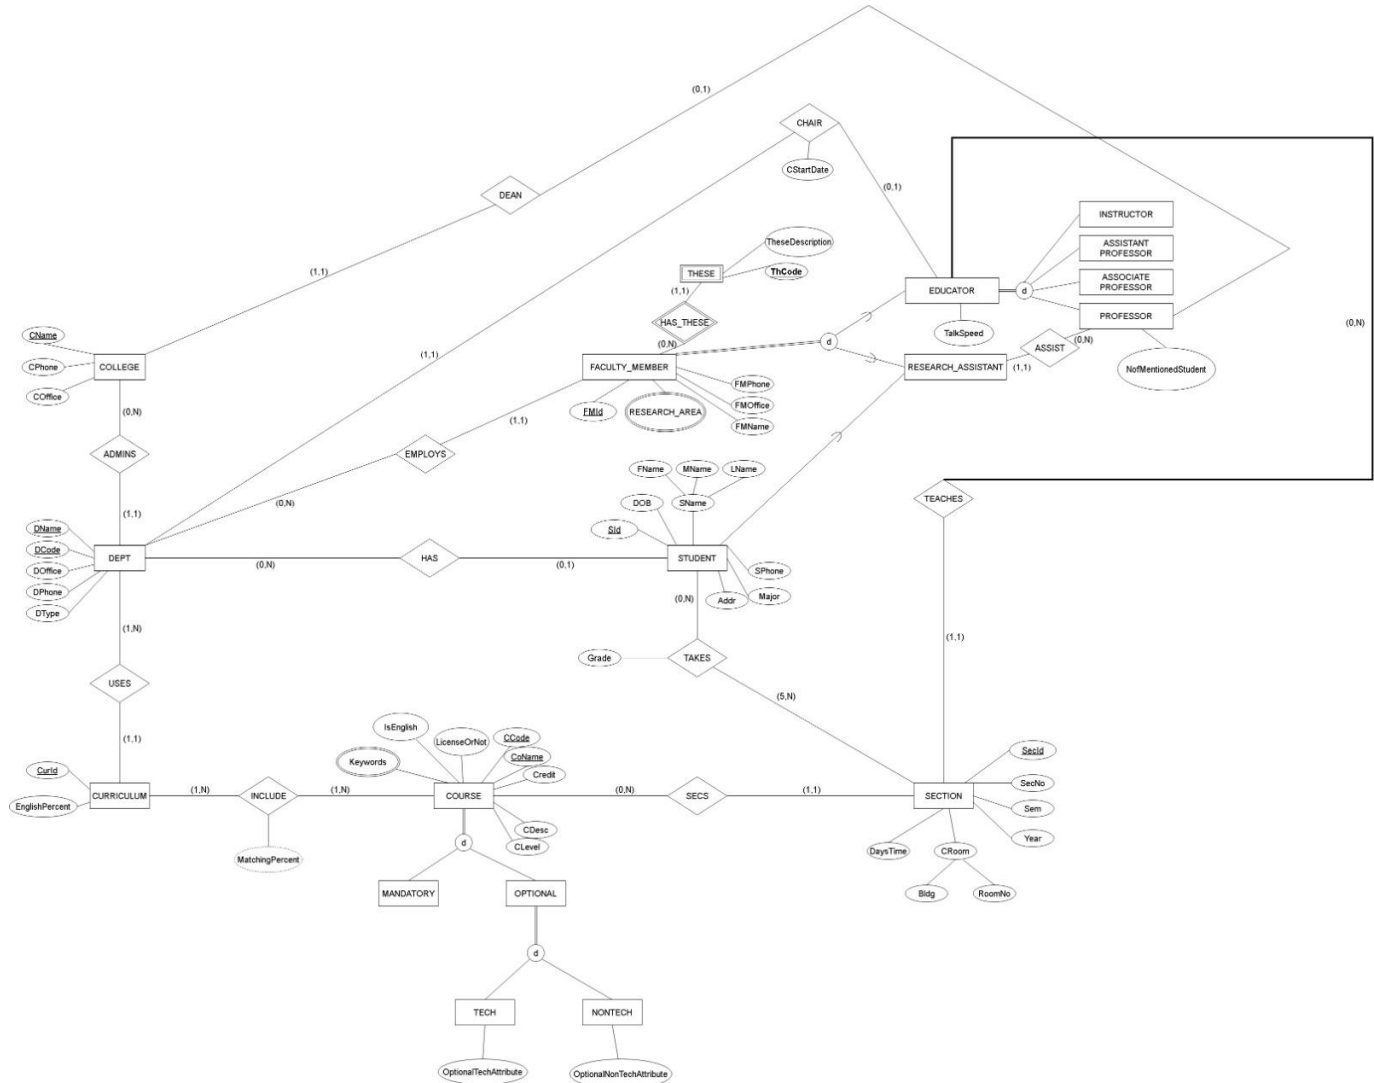 (0,1)
CHAIR
CStartDate
DEAN
(0,1)
INSTRUCTOR
ASSISTANT
PROFESSOR
ASSOCIATE
PROFESSOR
PROFESSOR
TheseDescription
THESE
ThCode
(1,1)
(1,1)
EDUCATOR
d
TalkSpeed
HAS_THESE
(0,N)
(0,N)
CName
CPhone
COffice
COLLEGE
(1,1)
d
ASSIST
(0,N)
(1,1)
NofMentionedStudent
FACULTY_MEMBER
RESEARCH_ASSISTANT
FMPhone
FMOffice
FMName
FMId
RESEARCH_AREA
(0,N)
(1,1)
ADMINS
EMPLOYS
FName
MName
LName
(0,N)
DOB
SName
TEACHES
(1,1)
SId
DName
DCode
DOffice
DPhone
DType
DEPT
(0,N)
HAS
(0,1)
STUDENT
SPhone
Major
Addr
(0,N)
(1,N)
(1,1)
Grade
TAKES
USES
(5,N)
(1,1)
IsEnglish
LicenseOrNot
CCode
CoName
Credit
Keywords
SecId
SecNo
Sem
Year
CurId
EnglishPercent
CURRICULUM
(1,N)
INCLUDE
(1,N)
COURSE
(0,N)
SECS
(1,1)
SECTION
CDesc
CLevel
MatchingPercent
d
DaysTime
CRoom
Bldg
RoomNo
MANDATORY
OPTIONAL
d
TECH
NONTECH
OptionalTechAttribute
OptionalNonTechAttribute